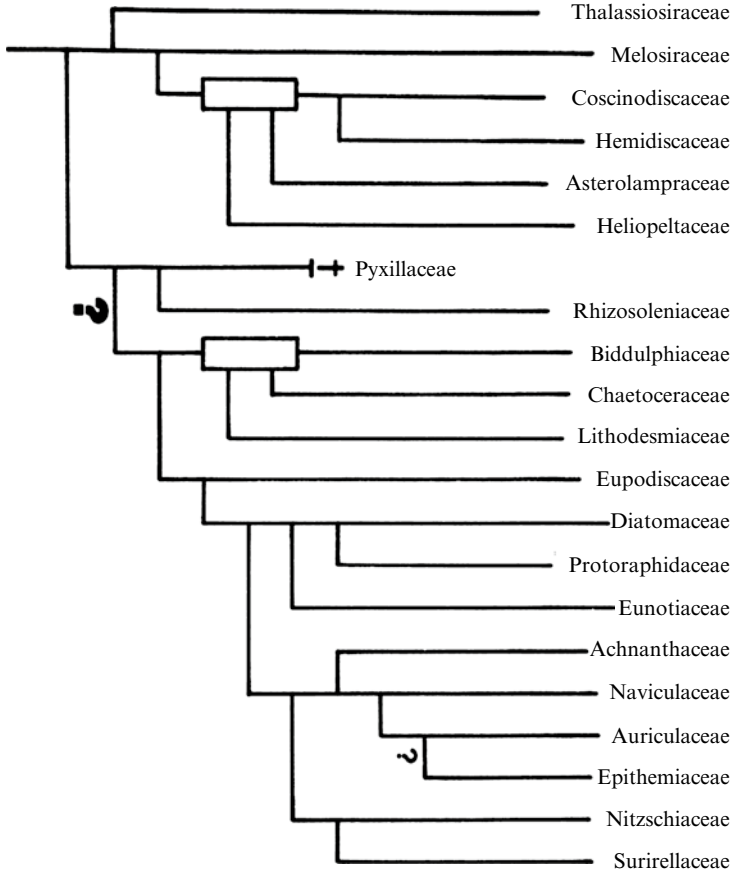 Thalassiosiraceae
Melosiraceae
Coscinodiscaceae
Hemidiscaceae
Asterolampraceae
Heliopeltaceae
Pyxillaceae
Rhizosoleniaceae
?
Biddulphiaceae
Chaetoceraceae
Lithodesmiaceae
Eupodiscaceae
Diatomaceae
Protoraphidaceae
Eunotiaceae
Achnanthaceae
Naviculaceae
Auriculaceae
?
Epithemiaceae
Nitzschiaceae
Surirellaceae